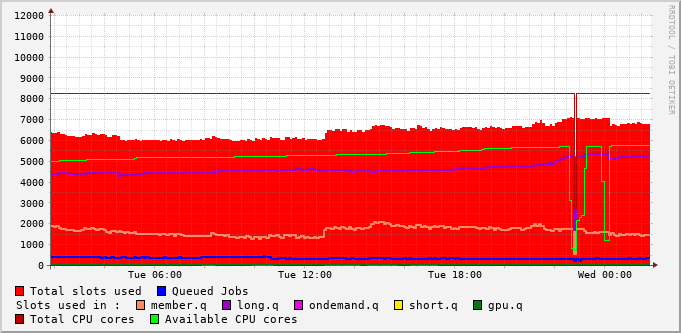 12000
11000
10000
9000
8000
7000
6000
5000
4000
3000
2000
1000
0
Tue 06:00 Tue 12:00 Tue 18:00 Wed 00:00
Total slots used Queued Jobs
Slots used in : member.q long.q ondemand.q short.q gpu.q
Total CPU cores Available CPU cores
RRDTOOL / TOBI OETIKER